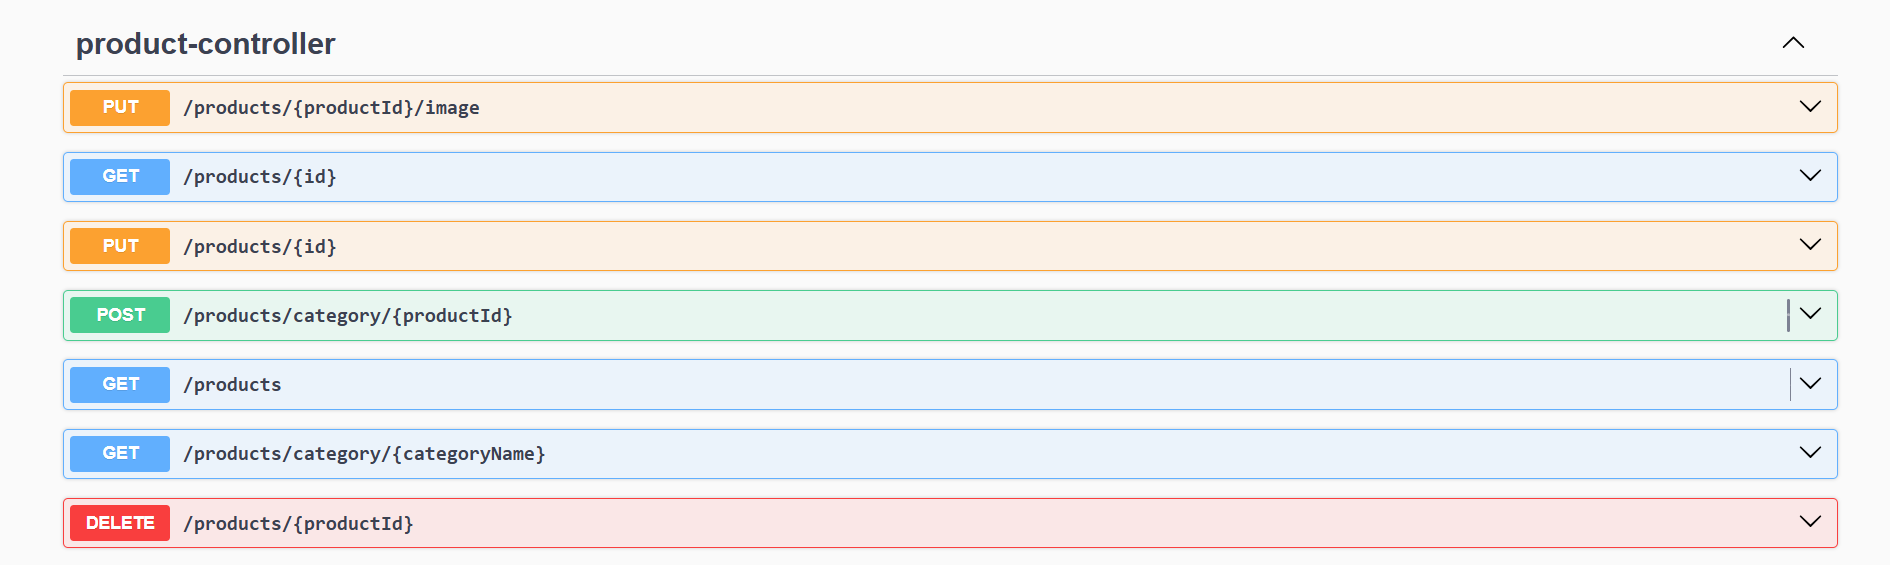 product-controller
PUT /products/{productId}/image
GET /products/{id}
PUT /products/{id}
POST /products/category/{productId}
GET /products
GET /products/category/{categoryName}
DELETE /products/{productId}